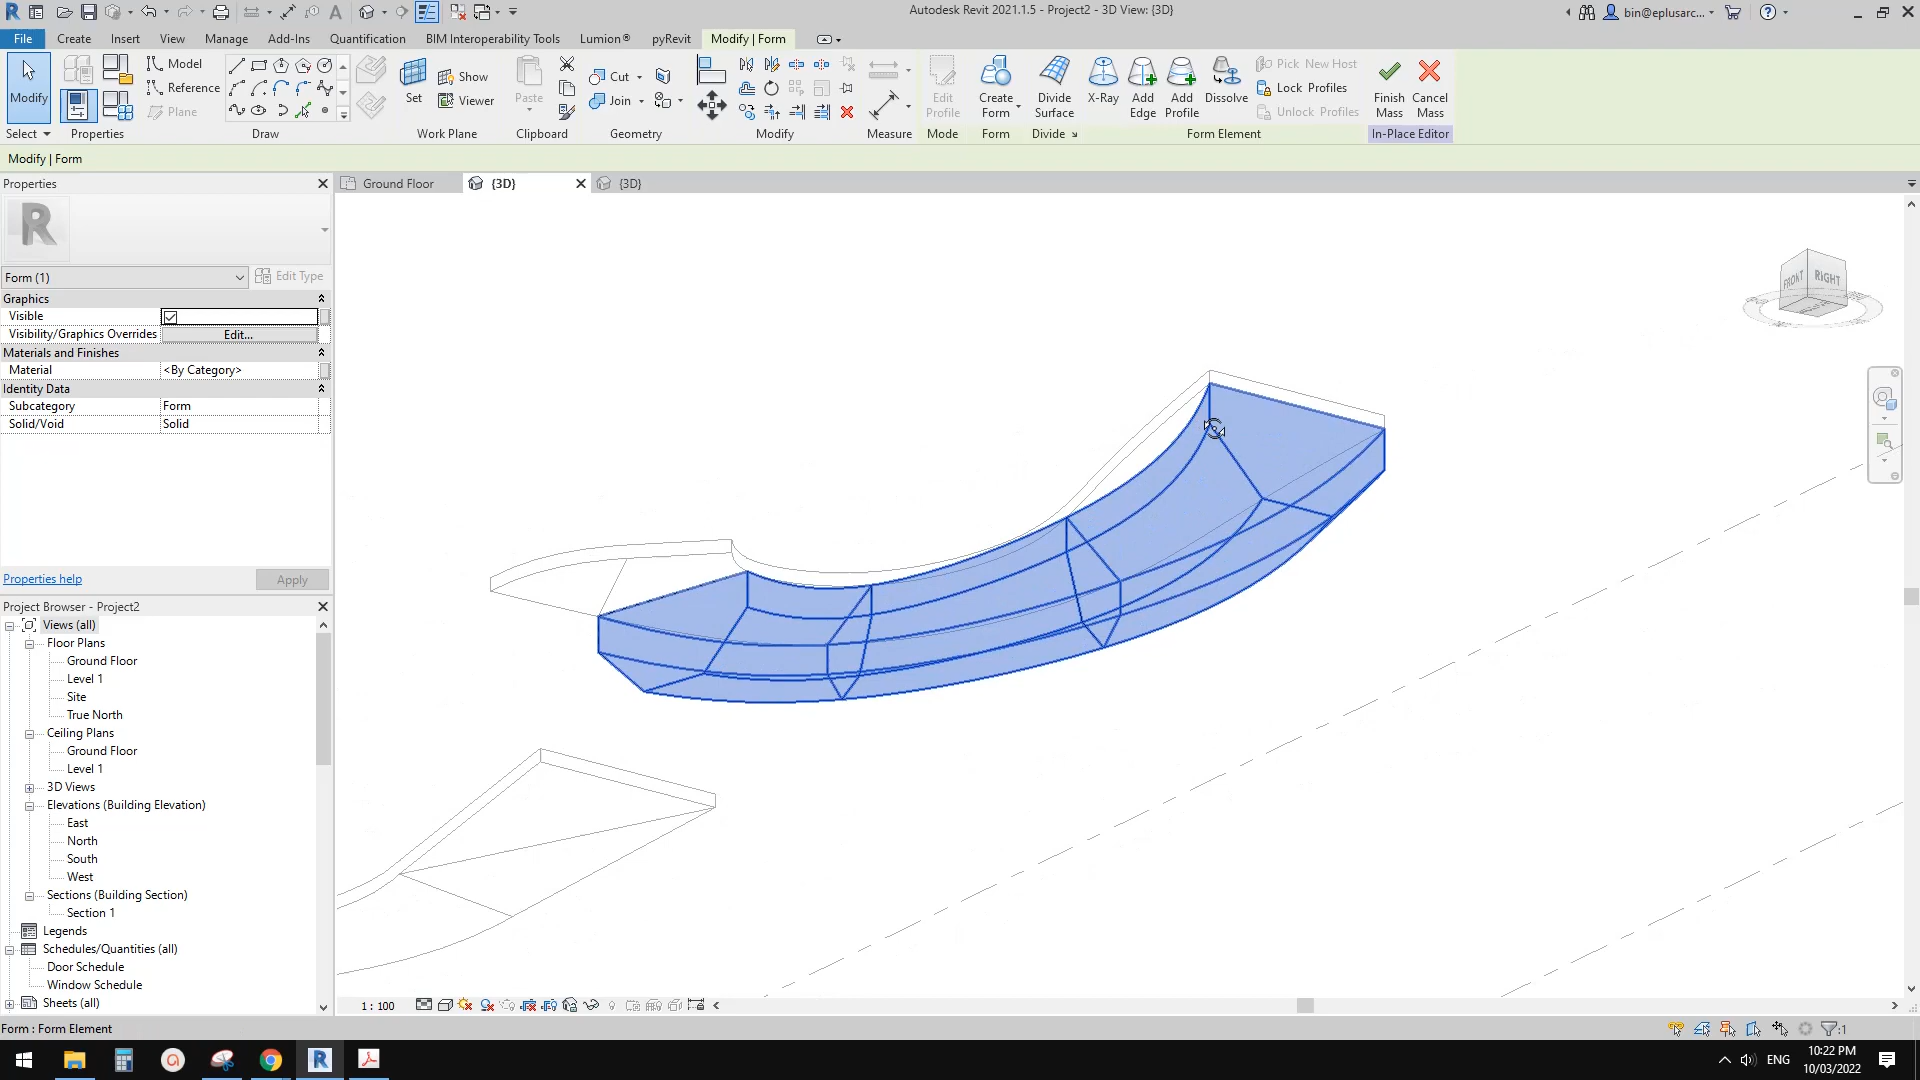 Autodesk Revit 2021.1.5 - Project2 - 3D View: {3D}
bin@eplusarc...
File Create Insert View Manage Add-Ins Quantification BIM Interoperability Tools Lumion® pyRevit Modify | Form
Modify
Select
Properties
Model
Reference
Plane
Draw
Set
Show
Viewer
Work Plane
Paste
Clipboard
Cut
Join
Geometry
Modify
Measure
Edit
Profile
Mode
Create
Form
Form
Divide
Surface
Divide
X-Ray
Add
Edge
Add
Profile
Dissolve
Pick New Host
Lock Profiles
Unlock Profiles
Form Element
Finish
Mass
Cancel
Mass
In-Place Editor
Modify | Form
Properties
Ground Floor
{3D}
{3D}
R
Form (1)
Edit Type
Graphics
Visible
Visibility/Graphics Overrides Edit...
Materials and Finishes
Material <By Category>
Identity Data
Subcategory Form
Solid/Void Solid
Properties help
Apply
FRONT
RIGHT
Project Browser - Project2
Views (all)
Floor Plans
Ground Floor
Level 1
Site
True North
Ceiling Plans
Ground Floor
Level 1
3D Views
Elevations (Building Elevation)
East
North
South
West
Sections (Building Section)
Section 1
Legends
Schedules/Quantities (all)
Door Schedule
Window Schedule
Sheets (all)
1 : 100
Form : Form Element
:1
ENG
10:22 PM
10/03/2022